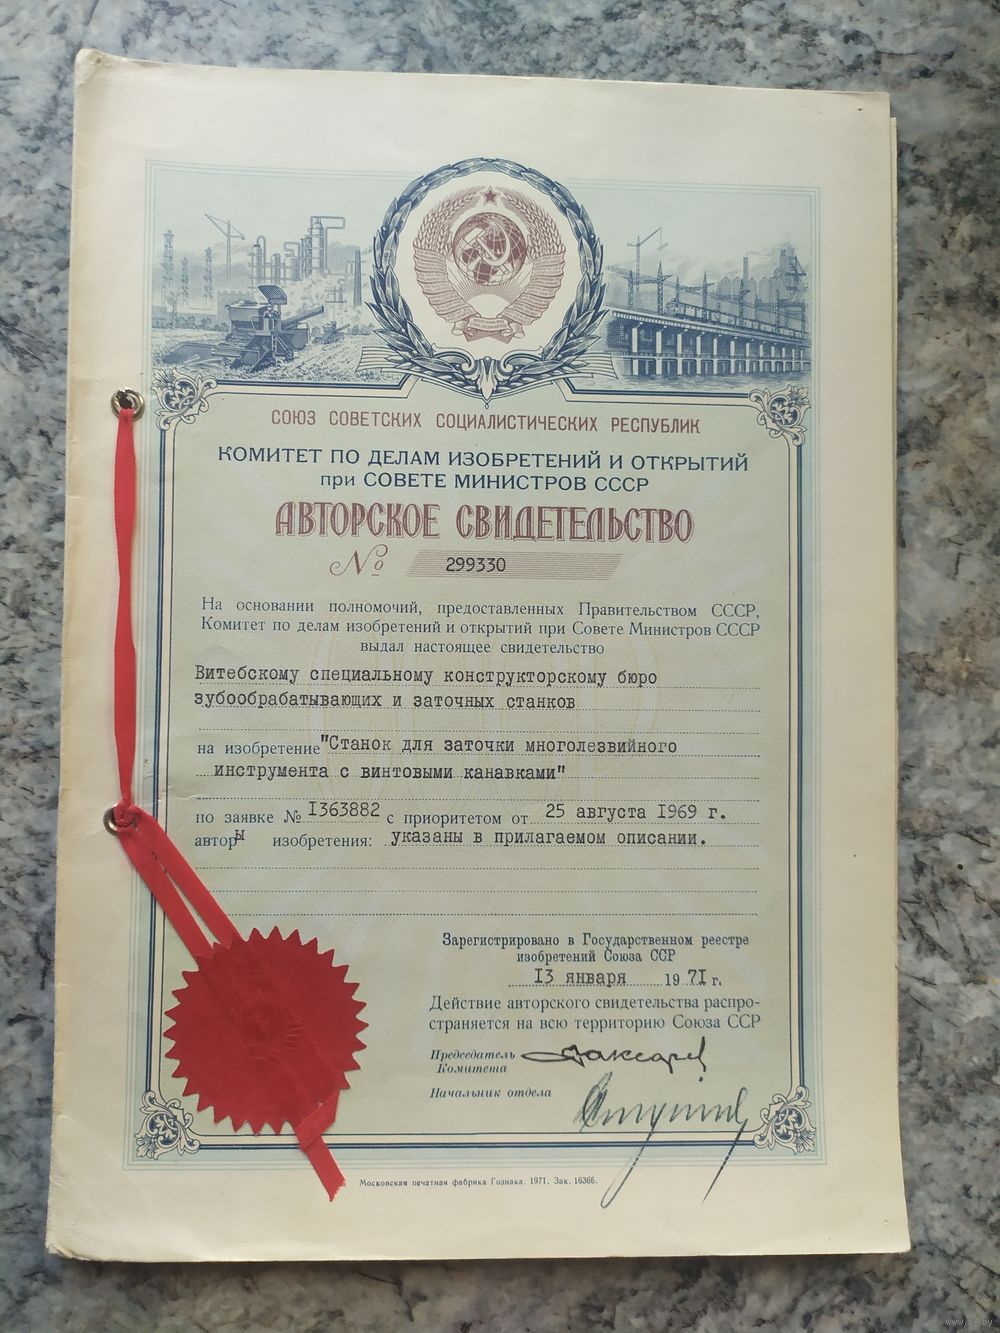 СОЮЗ СОВЕТСКИХ СОЦИАЛИСТИЧЕСКИХ РЕСПУБЛИК
КОМИТЕТ ПО ДЕЛАМ ИЗОБРЕТЕНИЙ И ОТКРЫТИЙ
при СОВЕТЕ МИНИСТРОВ СССР
АВТОРСКОЕ СВИДЕТЕЛЬСТВО
№ 299330
На основании полномочий, предоставленных Правительством СССР,
Комитет по делам изобретений и открытий при Совете Министров СССР
выдал настоящее свидетельство
Витебскому специальному конструкторскому бюро
зубообрабатывающих и заточных станков
на изобретение "Станок для заточки многолезвийного
инструмента с винтовыми канавками"
по заявке № 1363882 с приоритетом от 25 августа 1969 г.
авторы изобретения: указаны в прилагаемом описании.
Зарегистрировано в Государственном реестре
изобретений Союза ССР
13 января 1971 г.
Действие авторского свидетельства распро-
страняется на всю территорию Союза ССР
Председатель
Комитета
Начальник отдела
Московская печатная фабрика Гознака. 1971. Зак. 16366.